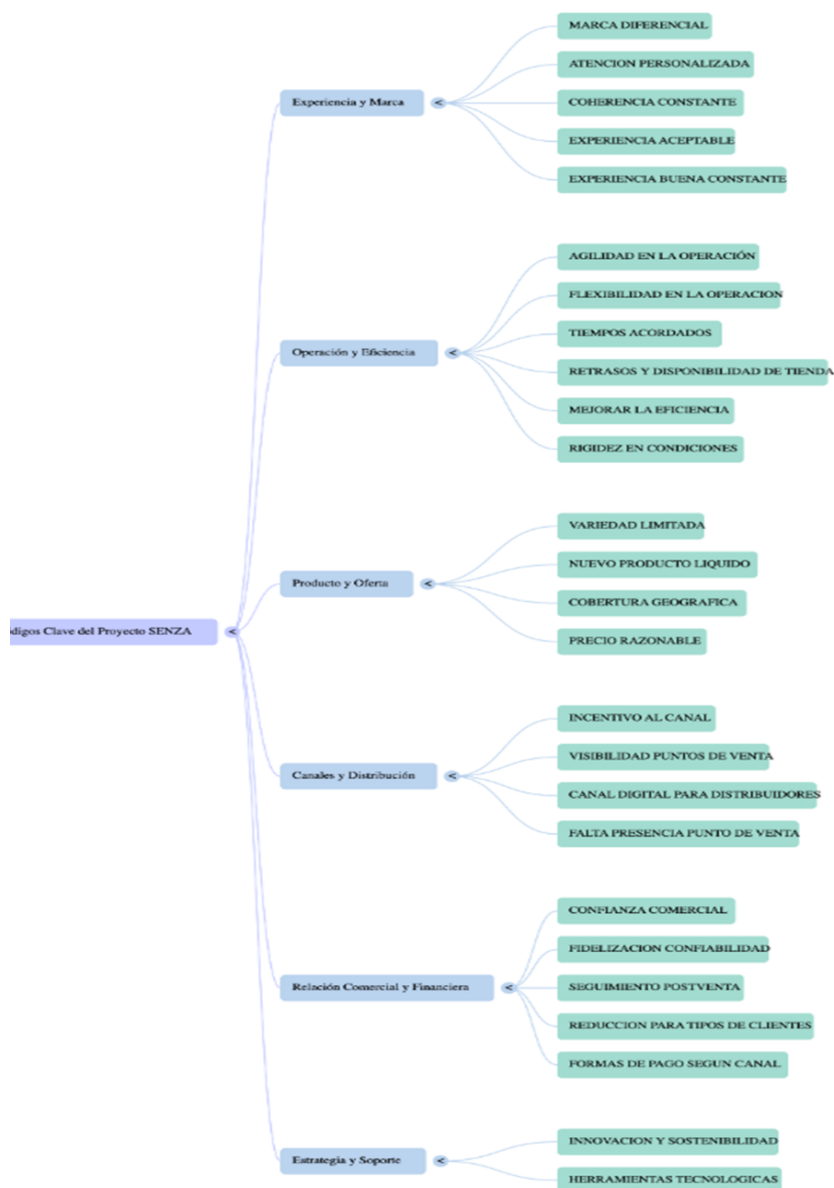 MARCA DIFERENCIAL
ATENCION PERSONALIZADA
Experiencia y Marca
COHERENCIA CONSTANTE
EXPERIENCIA ACEPTABLE
EXPERIENCIA BUENA CONSTANTE
AGILIDAD EN LA OPERACIÓN
FLEXIBILIDAD EN LA OPERACION
TIEMPOS ACORDADOS
Operación y Eficiencia
RETRASOS Y DISPONIBILIDAD DE TIENDA
MEJORAR LA EFICIENCIA
RIGIDEZ EN CONDICIONES
VARIEDAD LIMITADA
NUEVO PRODUCTO LIQUIDO
Producto y Oferta
COBERTURA GEOGRAFICA
PRECIO RAZONABLE
digos Clave del Proyecto SENZA
INCENTIVO AL CANAL
VISIBILIDAD PUNTOS DE VENTA
Canales y Distribución
CANAL DIGITAL PARA DISTRIBUIDORES
FALTA PRESENCIA PUNTO DE VENTA
CONFIANZA COMERCIAL
FIDELIZACION CONFIABILIDAD
Relación Comercial y Financiera
SEGUIMIENTO POSTVENTA
REDUCCION PARA TIPOS DE CLIENTES
FORMAS DE PAGO SEGUN CANAL
INNOVACION Y SOSTENIBILIDAD
Estrategia y Soporte
HERRAMIENTAS TECNOLOGICAS